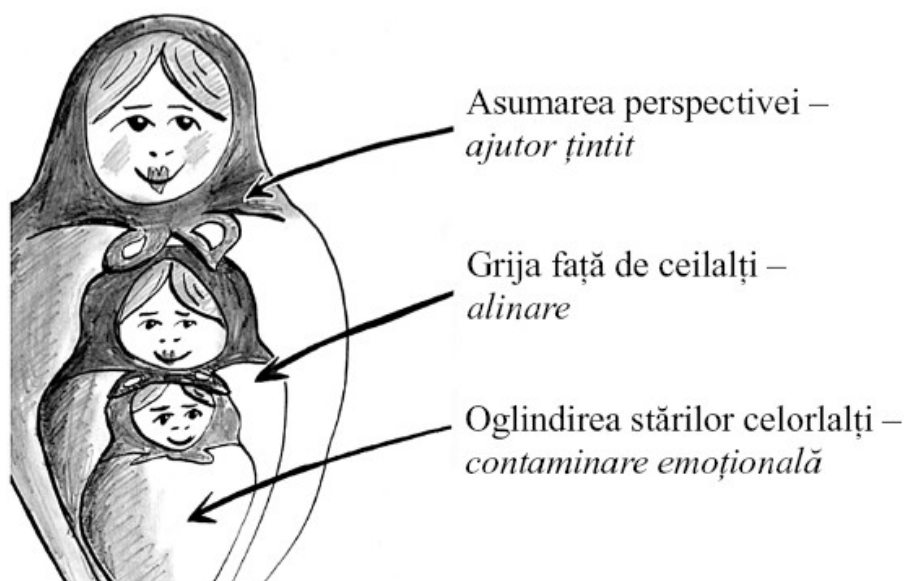 Asumarea perspectivei –
ajutor țintit
Grija față de ceilalți –
alinare
Oglindirea stărilor celorlalți –
contaminare emoțională